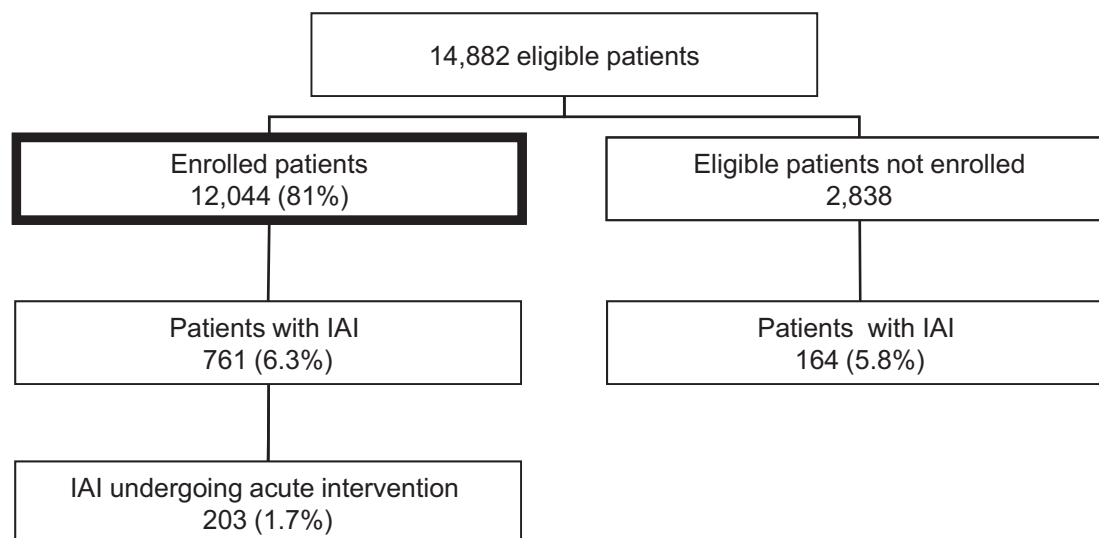 14,882 eligible patients
Enrolled patients
12,044 (81%)
Eligible patients not enrolled
2,838
Patients with IAI
761 (6.3%)
Patients with IAI
164 (5.8%)
IAI undergoing acute intervention
203 (1.7%)